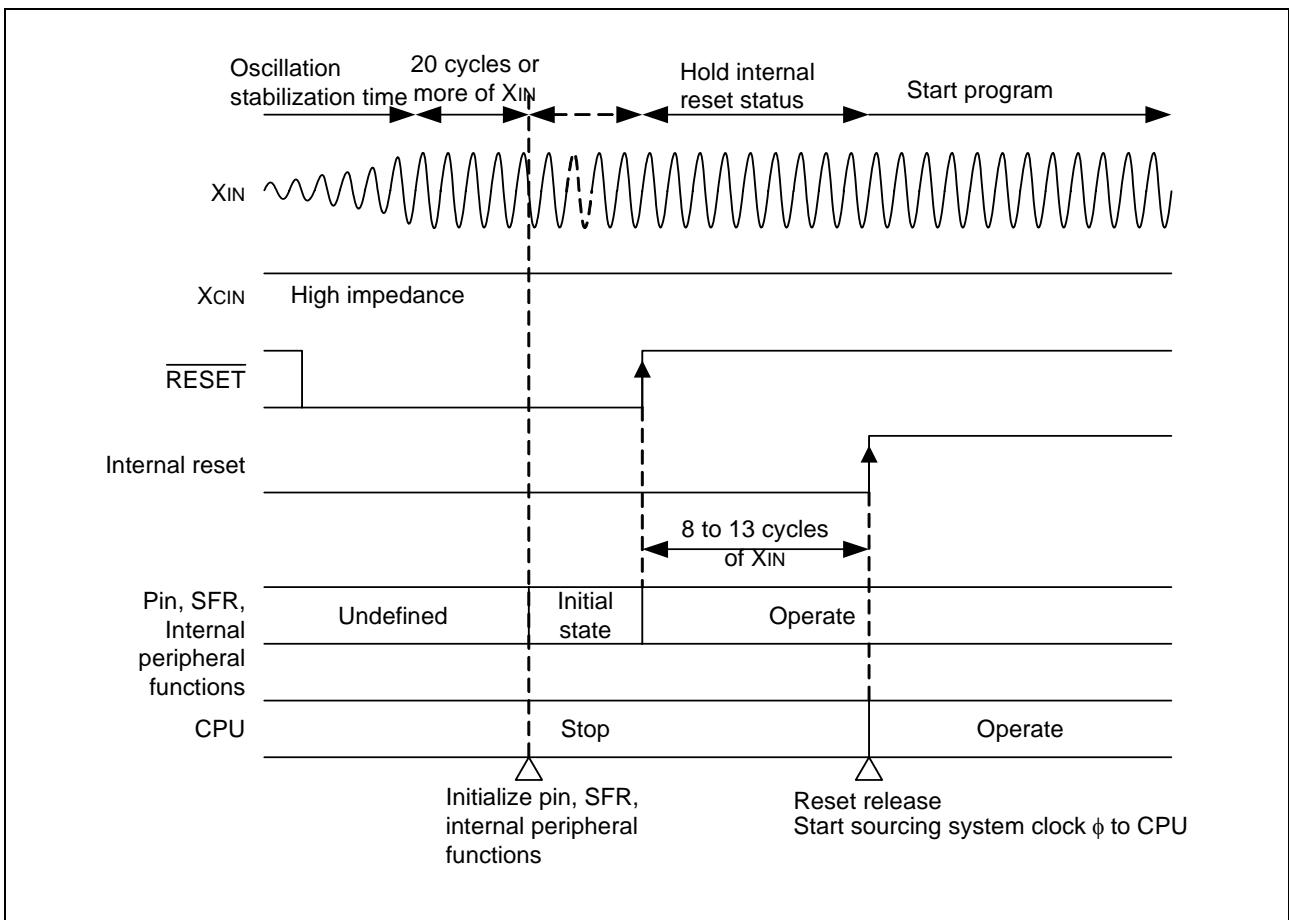 Oscillation
stabilization time
20 cycles or
more of XIN
Hold internal
reset status
Start program
XIN
XCIN
High impedance
RESET
Internal reset
8 to 13 cycles
of XIN
Pin, SFR,
Internal
peripheral
functions
Undefined
Initial
state
Operate
CPU
Stop
Operate
Initialize pin, SFR,
internal peripheral
functions
Reset release
Start sourcing system clock ϕ to CPU